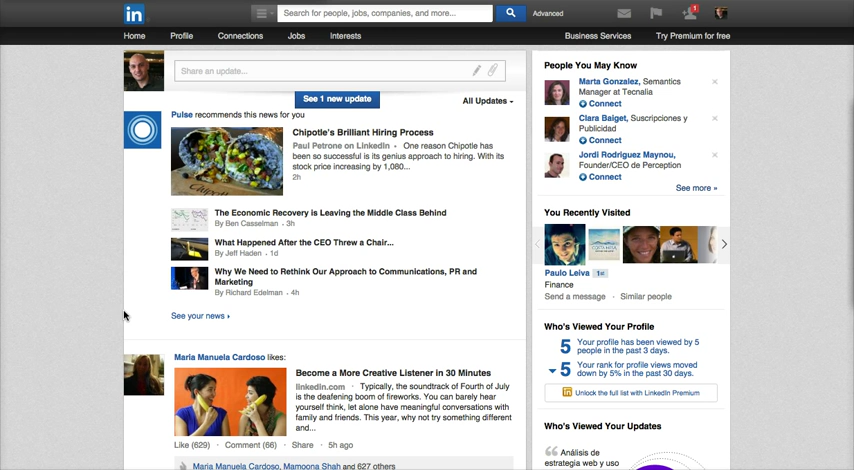 in
Search for people, jobs, companies, and more...
Advanced
1
Home
Profile
Connections
Jobs
Interests
Business Services
Try Premium for free
Share an update...
See 1 new update
All Updates
Pulse recommends this news for you
Chipotle's Brilliant Hiring Process
Paul Petrone on LinkedIn • One reason Chipotle has
been so successful is its genius approach to hiring. With its
stock price increasing by 1,080...
2h
The Economic Recovery is Leaving the Middle Class Behind
By Ben Casselman • 3h
What Happened After the CEO Threw a Chair...
By Jeff Haden • 1d
Why We Need to Rethink Our Approach to Communications, PR and
Marketing
By Richard Edelman • 4h
See your news
Maria Manuela Cardoso likes:
Become a More Creative Listener in 30 Minutes
linkedin.com · Typically, the soundtrack of Fourth of July
is the deafening boom of fireworks. You can barely hear
yourself think, let alone have meaningful conversations with
family and friends. This year, why not try something different
and...
Like (629) · Comment (66) · Share · 5h ago
Maria Manuela Cardoso, Mamoona Shah and 627 others
People You May Know
Marta Gonzalez, Semantics
Manager at Tecnalia
Connect
Clara Baiget, Suscripciones y
Publicidad
Connect
Jordi Rodriguez Maynou,
Founder/CEO de Perception
Connect
See more »
You Recently Visited
Paulo Leiva 1st
Finance
Send a message · Similar people
Who's Viewed Your Profile
5 Your profile has been viewed by 5
people in the past 3 days.
5 Your rank for profile views moved
down by 5% in the past 30 days.
in Unlock the full list with LinkedIn Premium
Who's Viewed Your Updates
Análisis de
estrategia web y uso